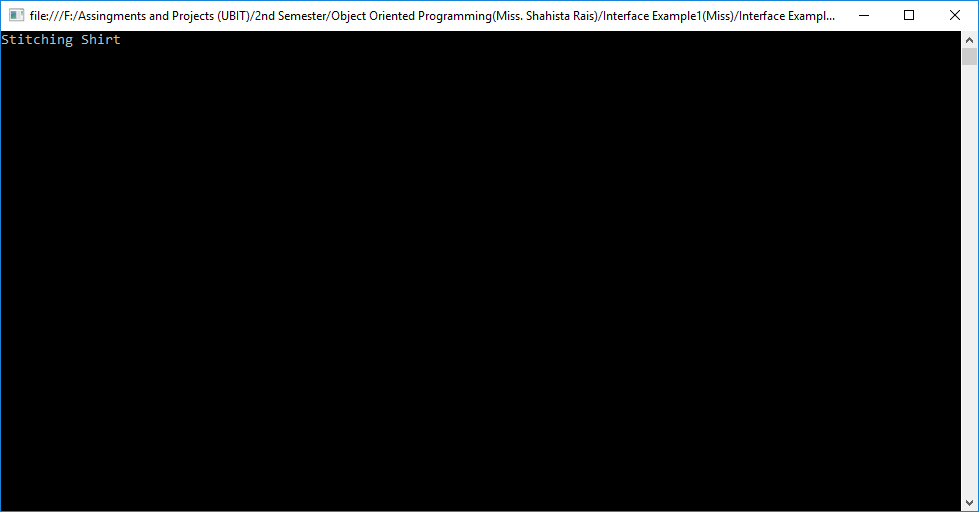 file:///F:/Assingments and Projects (UBIT)/2nd Semester/Object Oriented Programming(Miss. Shahista Rais)/Interface Example1(Miss)/Interface Exampl...
Stitching Shirt